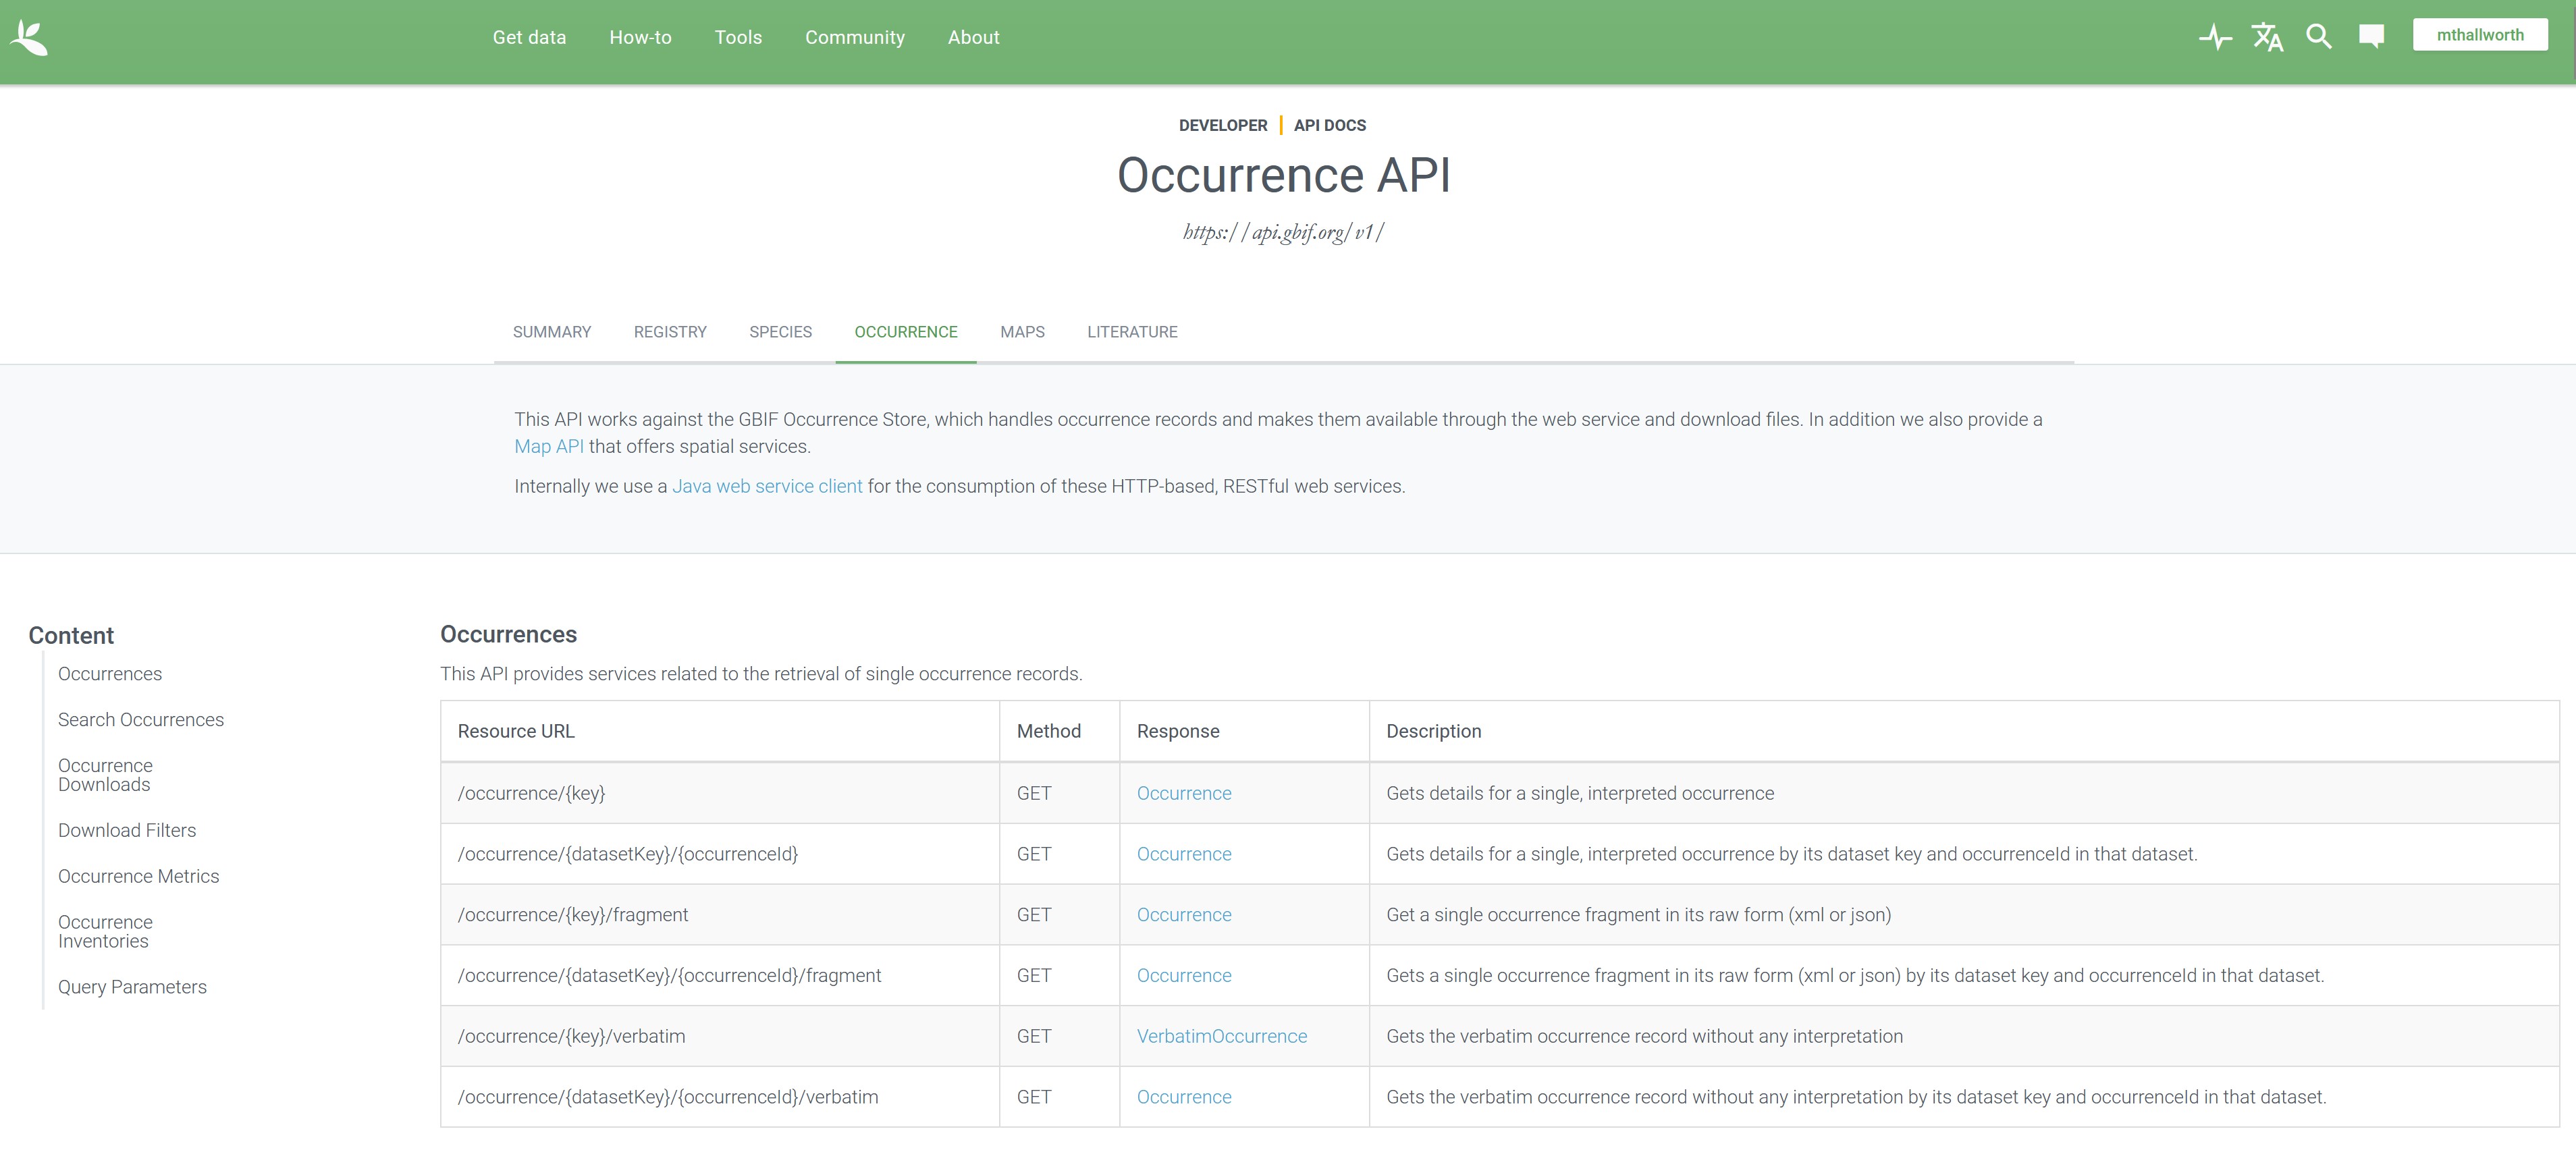 Get data How-to Tools Community About mthallworth
DEVELOPER API DOCS
Occurrence API
https://api.gbif.org/v1/
SUMMARY REGISTRY SPECIES OCCURRENCE MAPS LITERATURE
This API works against the GBIF Occurrence Store, which handles occurrence records and makes them available through the web service and download files. In addition we also provide a
Map API that offers spatial services.
Internally we use a Java web service client for the consumption of these HTTP-based, RESTful web services.
Content
Occurrences
Search Occurrences
Occurrence
Downloads
Download Filters
Occurrence Metrics
Occurrence
Inventories
Query Parameters
Occurrences
This API provides services related to the retrieval of single occurrence records.
Resource URL Method Response Description
/occurrence/{key} GET Occurrence Gets details for a single, interpreted occurrence
/occurrence/{datasetKey}/{occurrenceId} GET Occurrence Gets details for a single, interpreted occurrence by its dataset key and occurrenceId in that dataset.
/occurrence/{key}/fragment GET Occurrence Get a single occurrence fragment in its raw form (xml or json)
/occurrence/{datasetKey}/{occurrenceId}/fragment GET Occurrence Gets a single occurrence fragment in its raw form (xml or json) by its dataset key and occurrenceId in that dataset.
/occurrence/{key}/verbatim GET VerbatimOccurrence Gets the verbatim occurrence record without any interpretation
/occurrence/{datasetKey}/{occurrenceId}/verbatim GET Occurrence Gets the verbatim occurrence record without any interpretation by its dataset key and occurrenceId in that dataset.